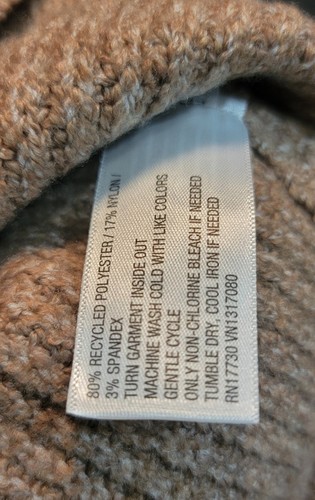 80% RECYCLED POLYESTER / 17% NYLON /
3% SPANDEX
TURN GARMENT INSIDE OUT
MACHINE WASH COLD WITH LIKE COLORS
GENTLE CYCLE
ONLY NON-CHLORINE BLEACH IF NEEDED
TUMBLE DRY, COOL IRON IF NEEDED
RN17730 VN1317080